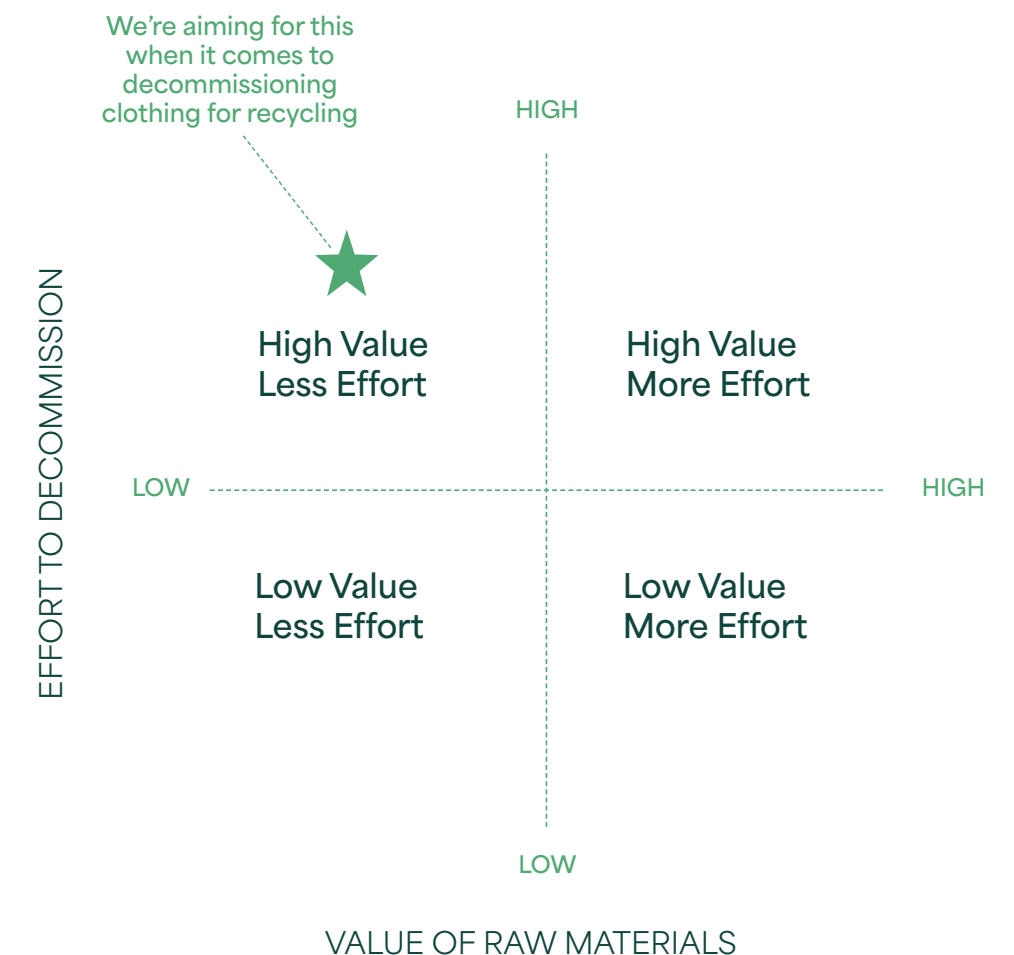 We’re aiming for this
when it comes to
decommissioning
clothing for recycling
HIGH
EFFORT TO DECOMMISSION
High Value
Less Effort
High Value
More Effort
LOW
HIGH
Low Value
Less Effort
Low Value
More Effort
LOW
VALUE OF RAW MATERIALS